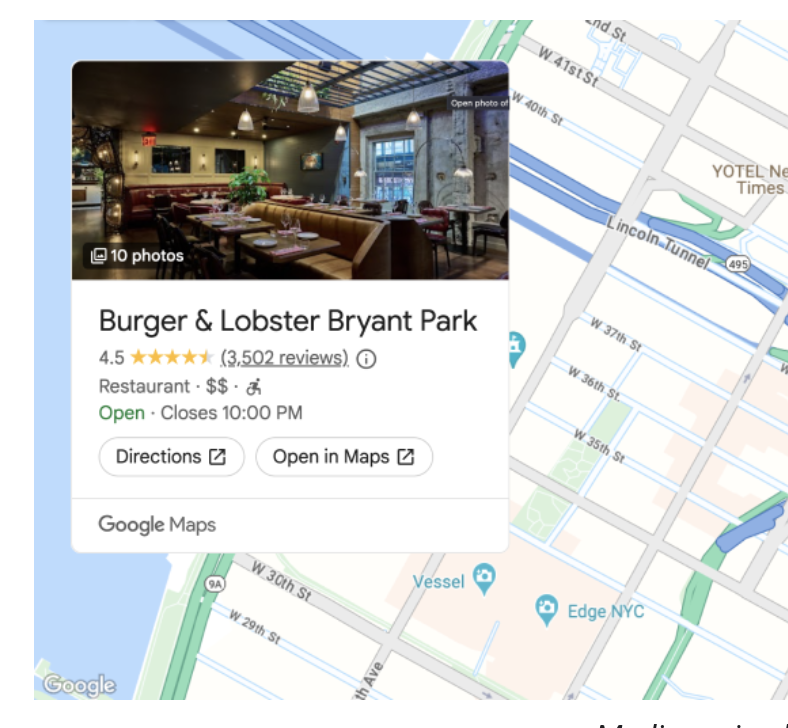 nd St
W. 41st St
W 40th St
Open photo of
YOTEL Ne
Times
Lincoln Tunnel
495
10 photos
Burger & Lobster Bryant Park
4.5 (3,502 reviews)
Restaurant · $$ ·
Open · Closes 10:00 PM
Directions
Open in Maps
Google Maps
W 37th St
W 36th St.
W 35th St
Vessel
Edge NYC
9A
W 30th St
W 29th St
th Ave
Google